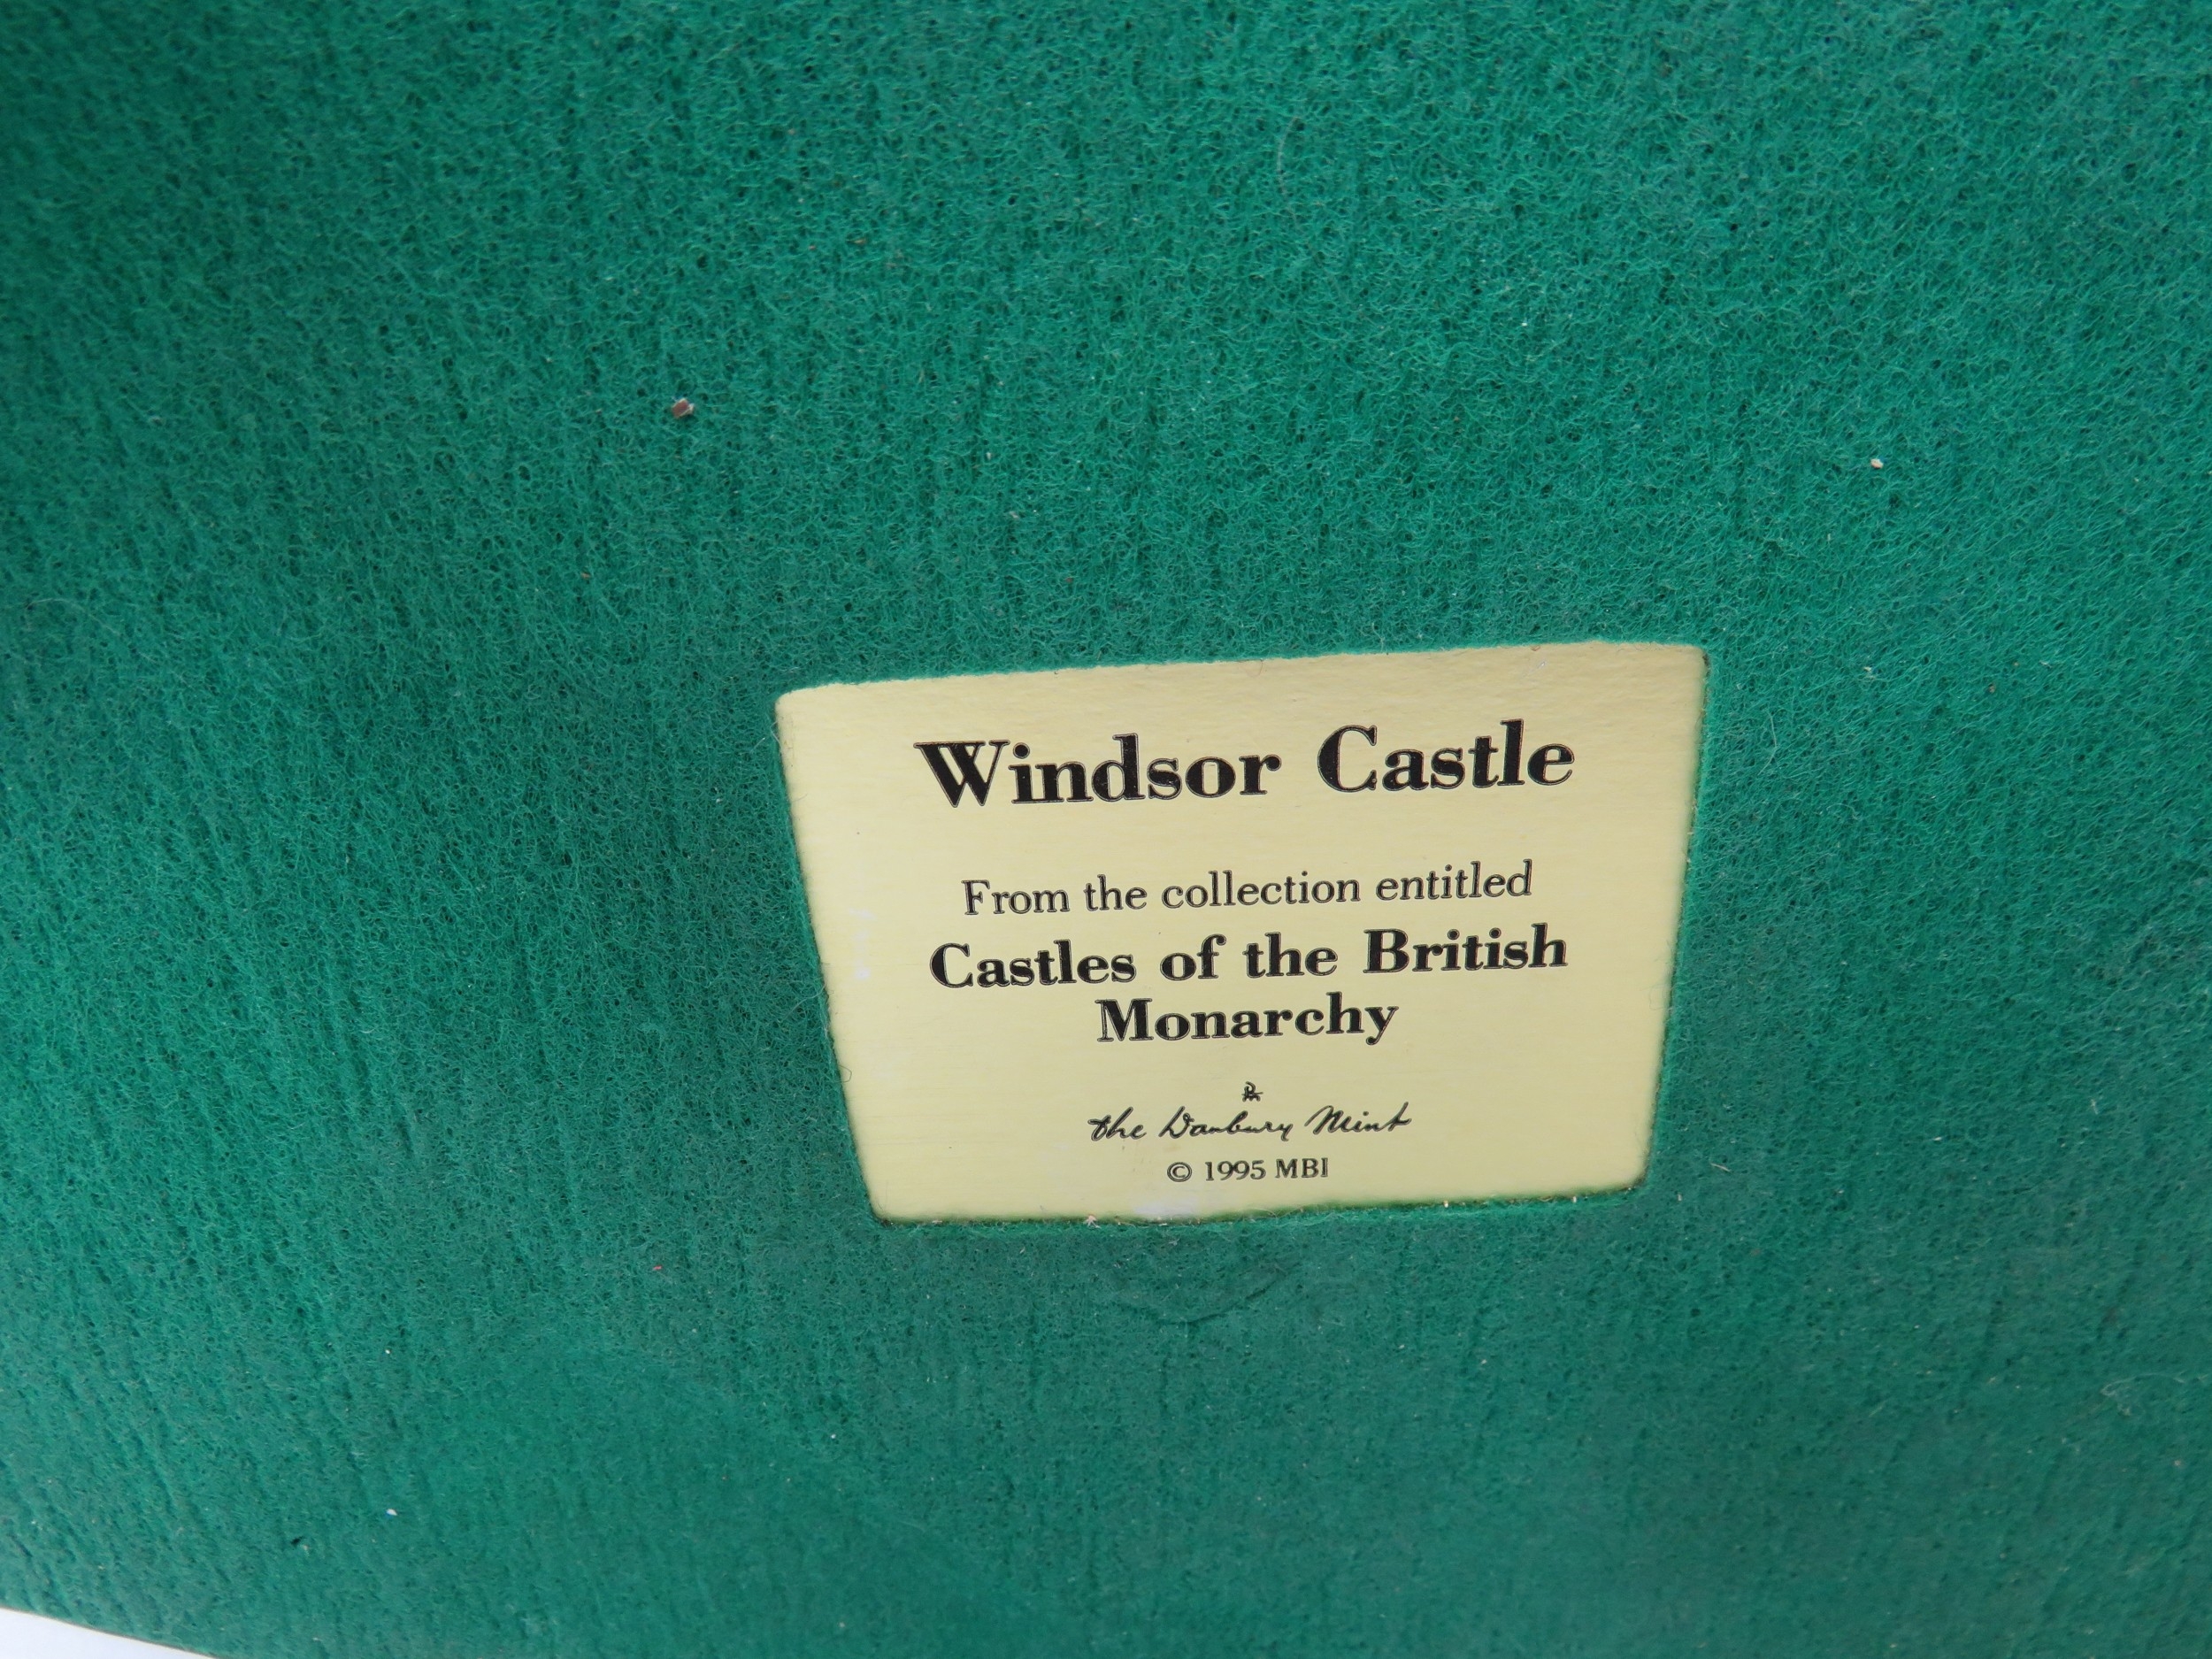 Windsor Castle
From the collection entitled
Castles of the British
Monarchy
the Danbury Mint
© 1995 MBI